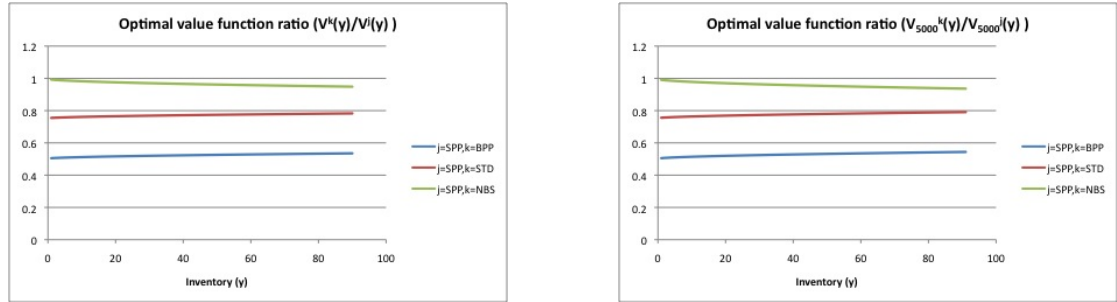 Optimal value function ratio (V^k(y)/V^j(y) )
1.2
1
0.8
0.6
0.4
0.2
0
0 20 40 60 80 100
Inventory (y)
j=SPP,k=BPP
j=SPP,k=STD
j=SPP,k=NBS
Optimal value function ratio (V_5000^k(y)/V_5000^j(y) )
1.2
1
0.8
0.6
0.4
0.2
0
0 20 40 60 80 100
Inventory (y)
j=SPP,k=BPP
j=SPP,k=STD
j=SPP,k=NBS